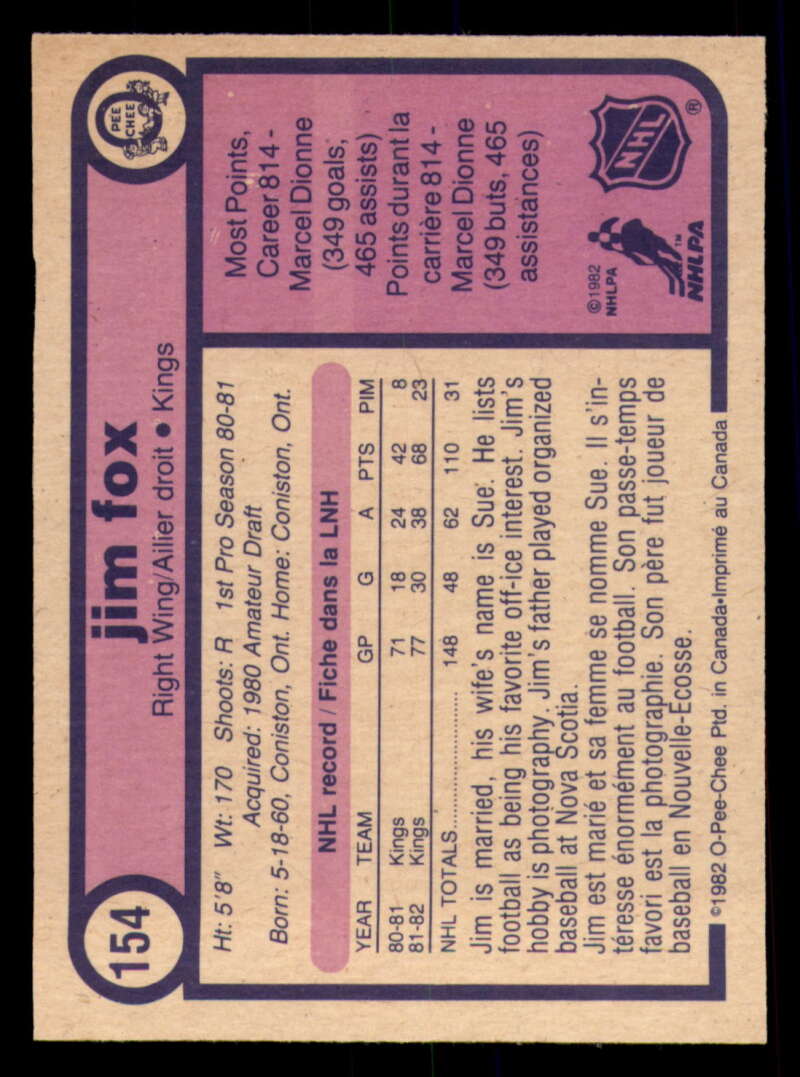 154
jim fox
Right Wing/Ailier droit • Kings
PEE
CHEE
Ht: 5'8" Wt: 170 Shoots: R 1st Pro Season 80-81
Acquired: 1980 Amateur Draft
Born: 5-18-60, Coniston, Ont. Home: Coniston, Ont.
NHL record / Fiche dans la LNH
YEAR TEAM GP G A PTS PIM
80-81 Kings 71 18 24 42 8
81-82 Kings 77 30 38 68 23
NHL TOTALS.................... 148 48 62 110 31
Jim is married, his wife's name is Sue. He lists
football as being his favorite off-ice interest. Jim's
hobby is photography. Jim's father played organized
baseball at Nova Scotia.
Jim est marié et sa femme se nomme Sue. Il s'in-
téresse énormément au football. Son passe-temps
favori est la photographie. Son père fut joueur de
baseball en Nouvelle-Ecosse.
©1982 O-Pee-Chee Ptd. in Canada•Imprimé au Canada
Most Points,
Career 814 -
Marcel Dionne
(349 goals,
465 assists)
Points durant la
carrière 814 -
Marcel Dionne
(349 buts, 465
assistances)
©1982
NHLPA
NHLPA™
NHL®